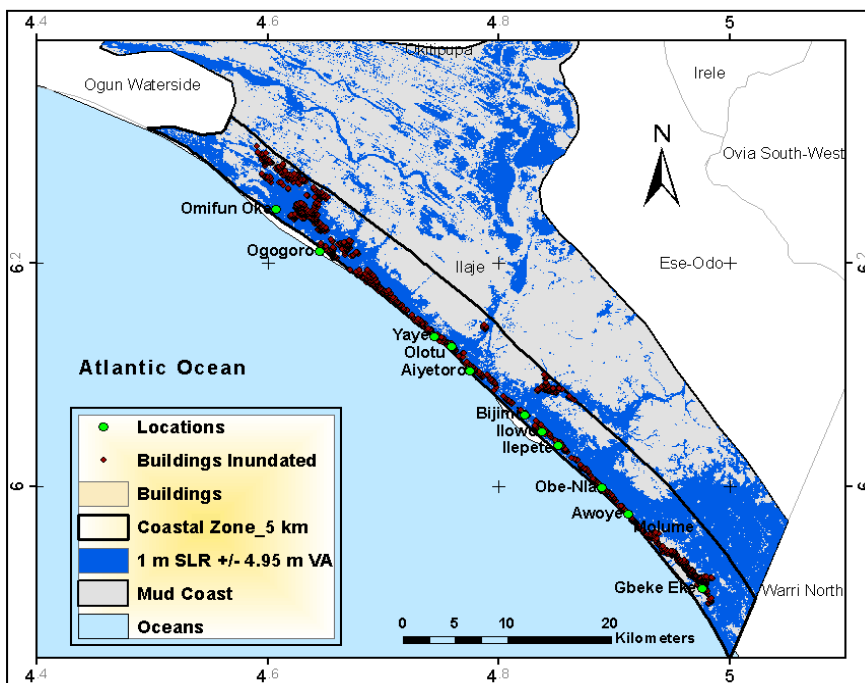 4.4
4.6
4.8
5
Okitipupa
Ogun Waterside
Irele
N
Ovia South-West
Omifun Oke
6.2
Ogogoro
Ilaje
Ese-Odo
6.2
Yaye
Olotu
Aiyetoro
Atlantic Ocean
Bijimi
Ilowo
Ilepete
Locations
Buildings Inundated
Buildings
Coastal Zone_5 km
1 m SLR +/- 4.95 m VA
Mud Coast
Oceans
6
Obe-Nla
6
Awoye
Molume
Gbeke Eke
Warri North
0 5 10 20
Kilometers
4.4
4.6
4.8
5